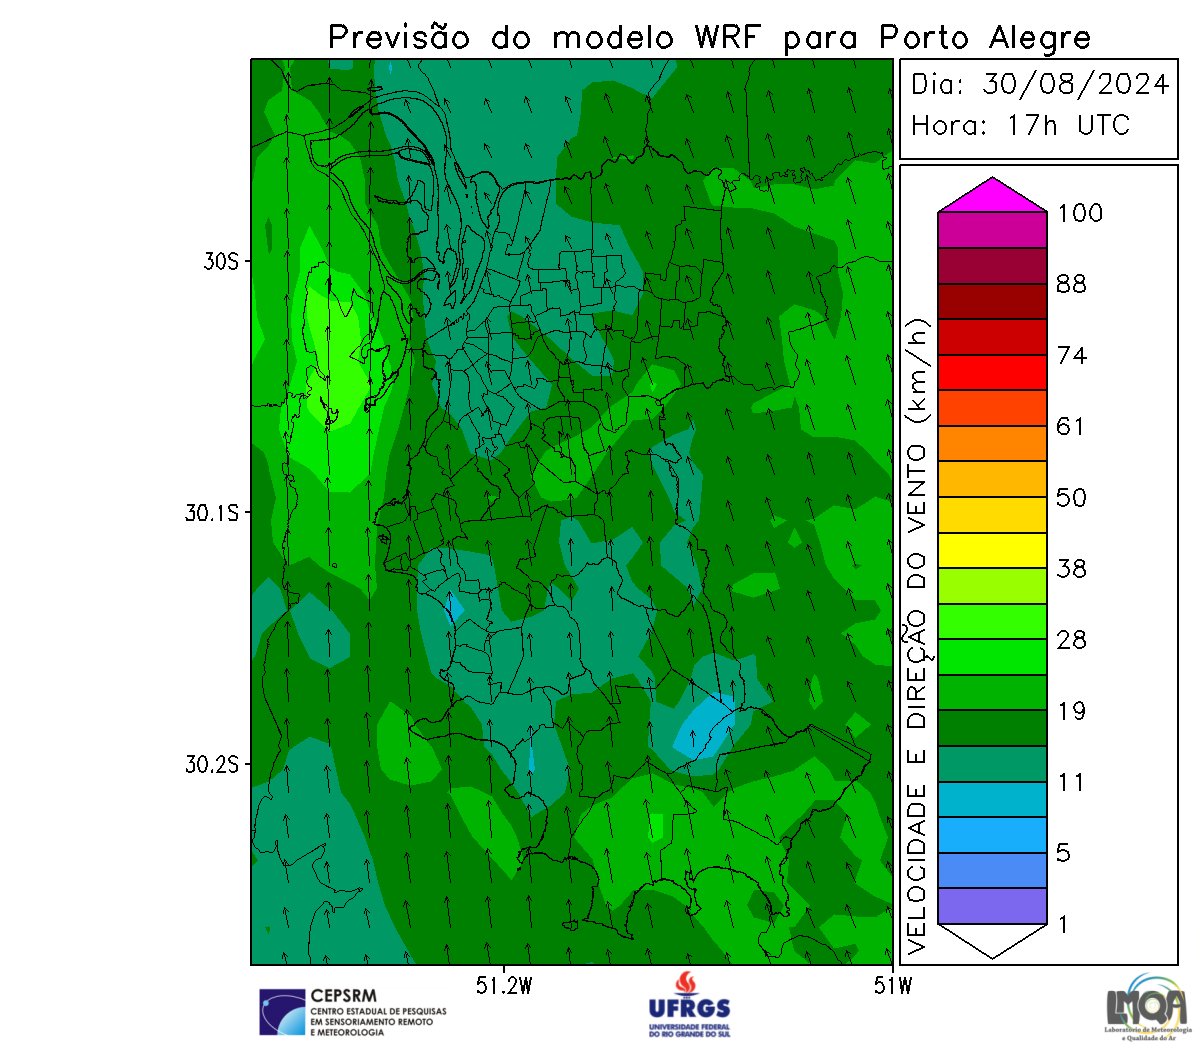 Previsão do modelo WRF para Porto Alegre
Dia: 30/08/2024
Hora: 17h UTC
30S
30.1S
30.2S
51.2W
51W
VELOCIDADE E DIREÇÃO DO VENTO (km/h)
100
88
74
61
50
38
28
19
11
5
1
CEPSRM
CENTRO ESTADUAL DE PESQUISAS
EM SENSORIAMENTO REMOTO
E METEOROLOGIA
UFRGS
UNIVERSIDADE FEDERAL
DO RIO GRANDE DO SUL
LMQA
Laboratório de Meteorologia
e Qualidade do Ar